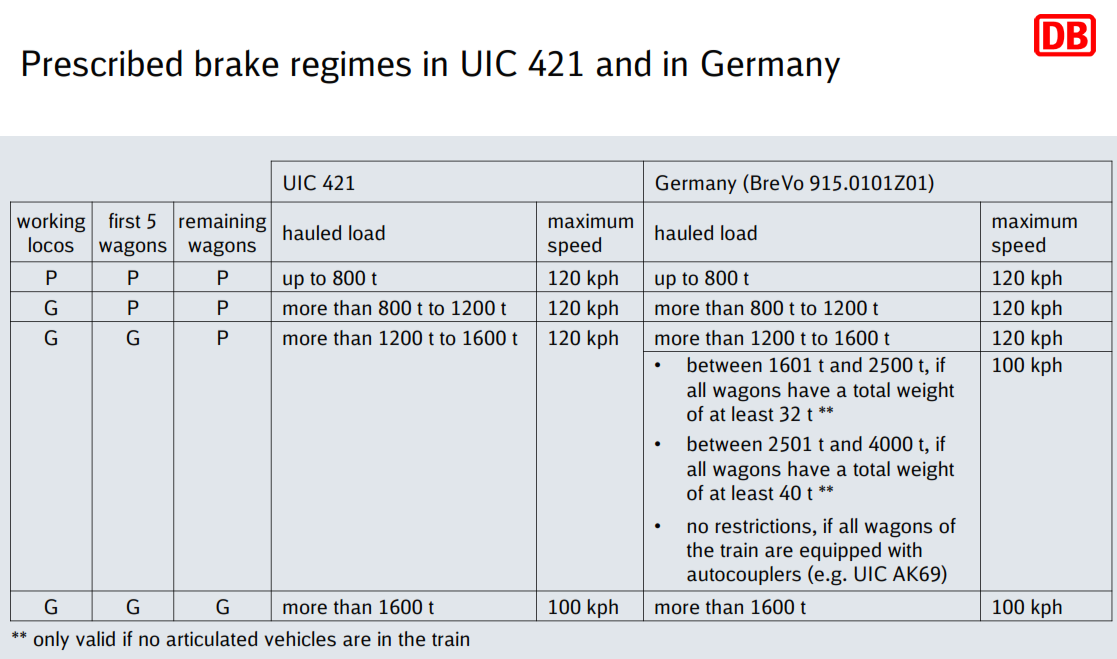 DB
Prescribed brake regimes in UIC 421 and in Germany
UIC 421 Germany (BreVo 915.0101Z01)
working locos first 5 wagons remaining wagons hauled load maximum speed hauled load maximum speed
P P P up to 800 t 120 kph up to 800 t 120 kph
G P P more than 800 t to 1200 t 120 kph more than 800 t to 1200 t 120 kph
G G P more than 1200 t to 1600 t 120 kph more than 1200 t to 1600 t 120 kph
• between 1601 t and 2500 t, if 100 kph
all wagons have a total weight
of at least 32 t **
• between 2501 t and 4000 t, if
all wagons have a total weight
of at least 40 t **
• no restrictions, if all wagons of
the train are equipped with
autocouplers (e.g. UIC AK69)
G G G more than 1600 t 100 kph more than 1600 t 100 kph
** only valid if no articulated vehicles are in the train